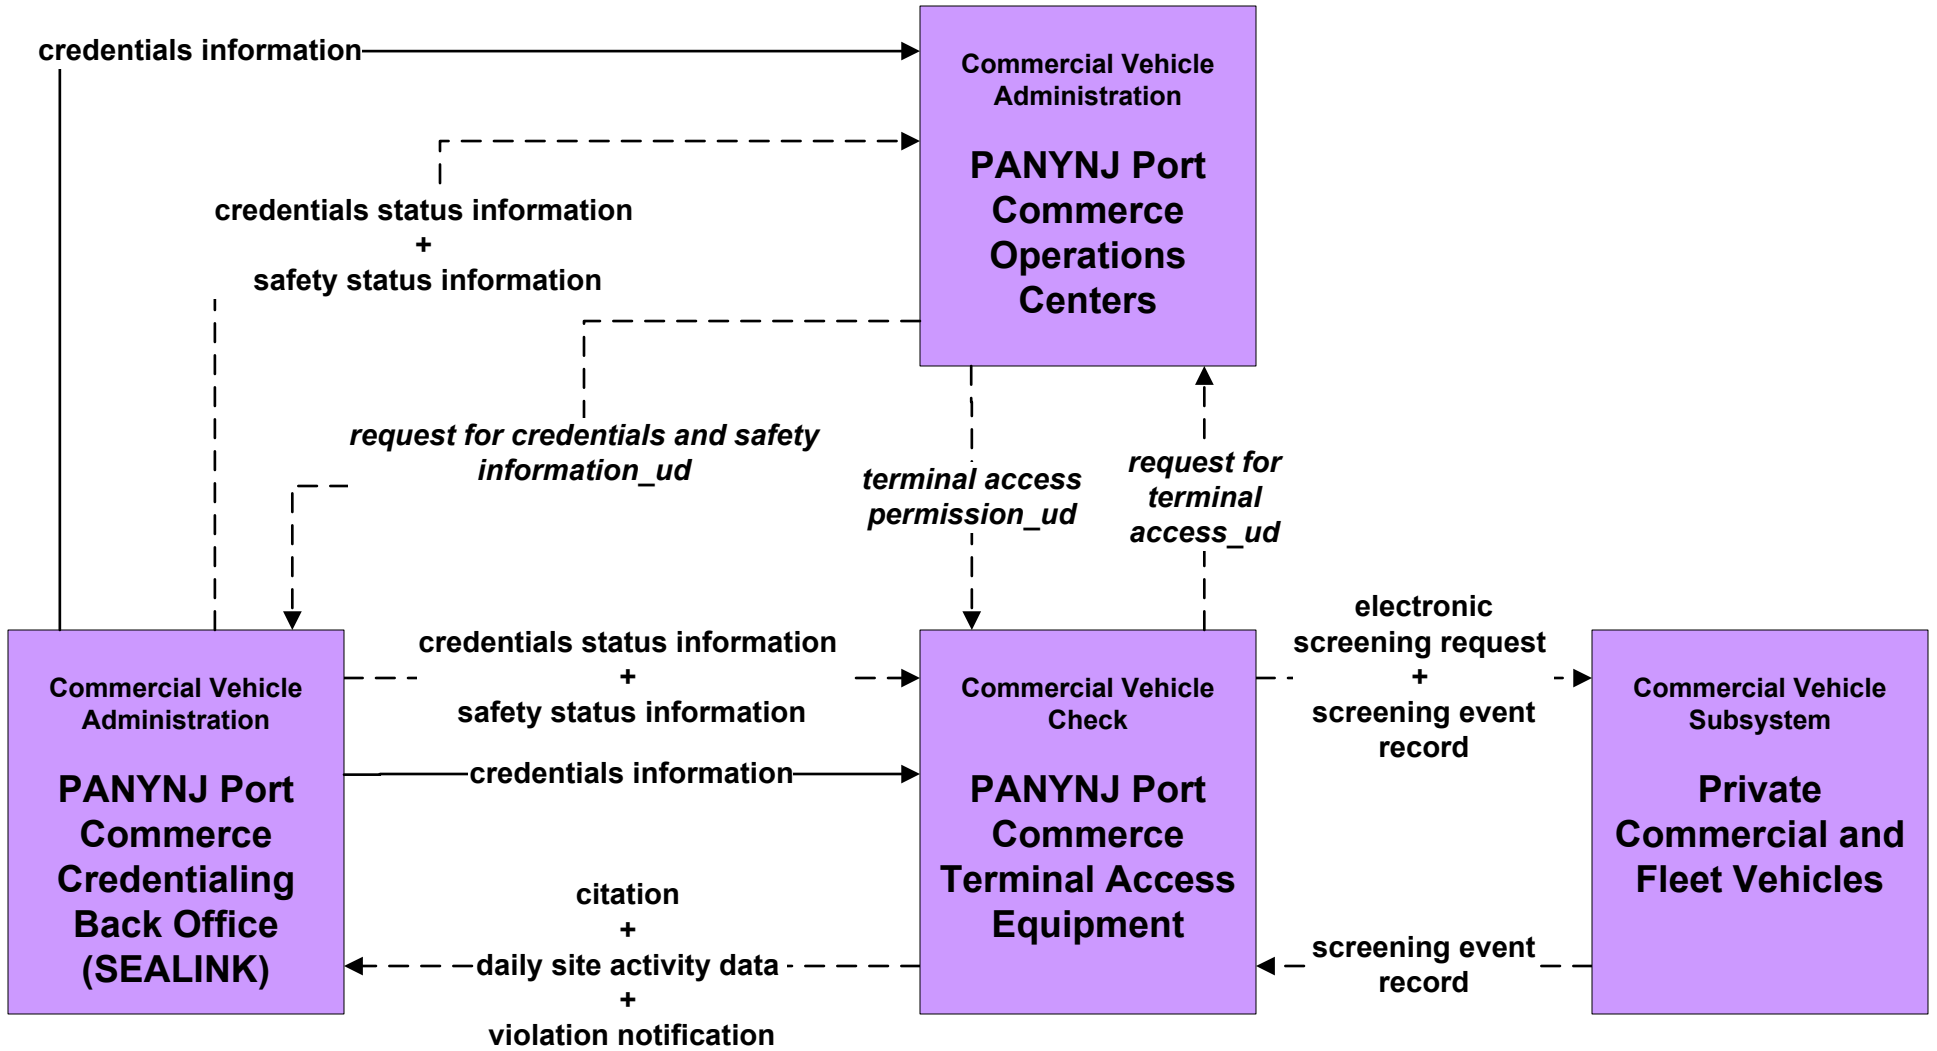 credentials information
Commercial Vehicle
Administration
PANYNJ Port
Commerce
Operations
Centers
credentials status information
+
safety status information
request for credentials and safety
information_ud
terminal access
permission_ud
request for
terminal
access_ud
Commercial Vehicle
Administration
PANYNJ Port
Commerce
Credentialing
Back Office
(SEALINK)
credentials status information
+
safety status information
credentials information
citation
+
daily site activity data
+
violation notification
Commercial Vehicle
Check
PANYNJ Port
Commerce
Terminal Access
Equipment
electronic
screening request
+
screening event
record
screening event
record
Commercial Vehicle
Subsystem
Private
Commercial and
Fleet Vehicles